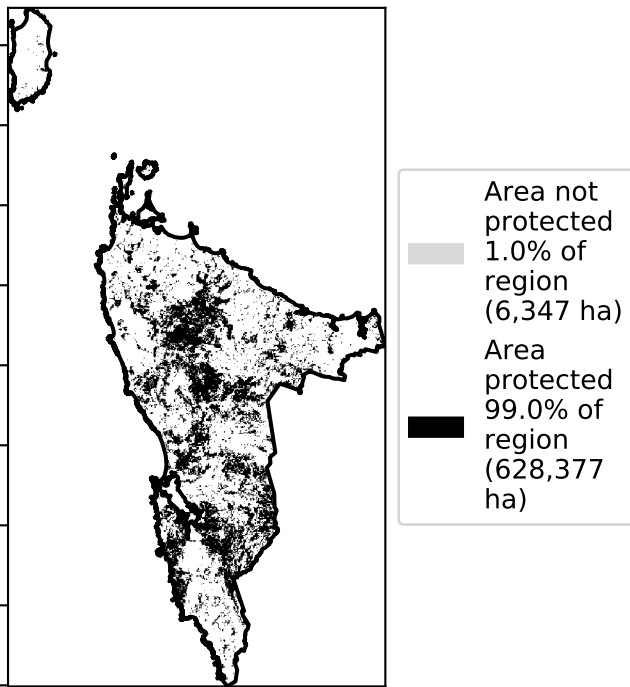 Area not
protected
1.0% of
region
(6,347 ha)
Area
protected
99.0% of
region
(628,377
ha)